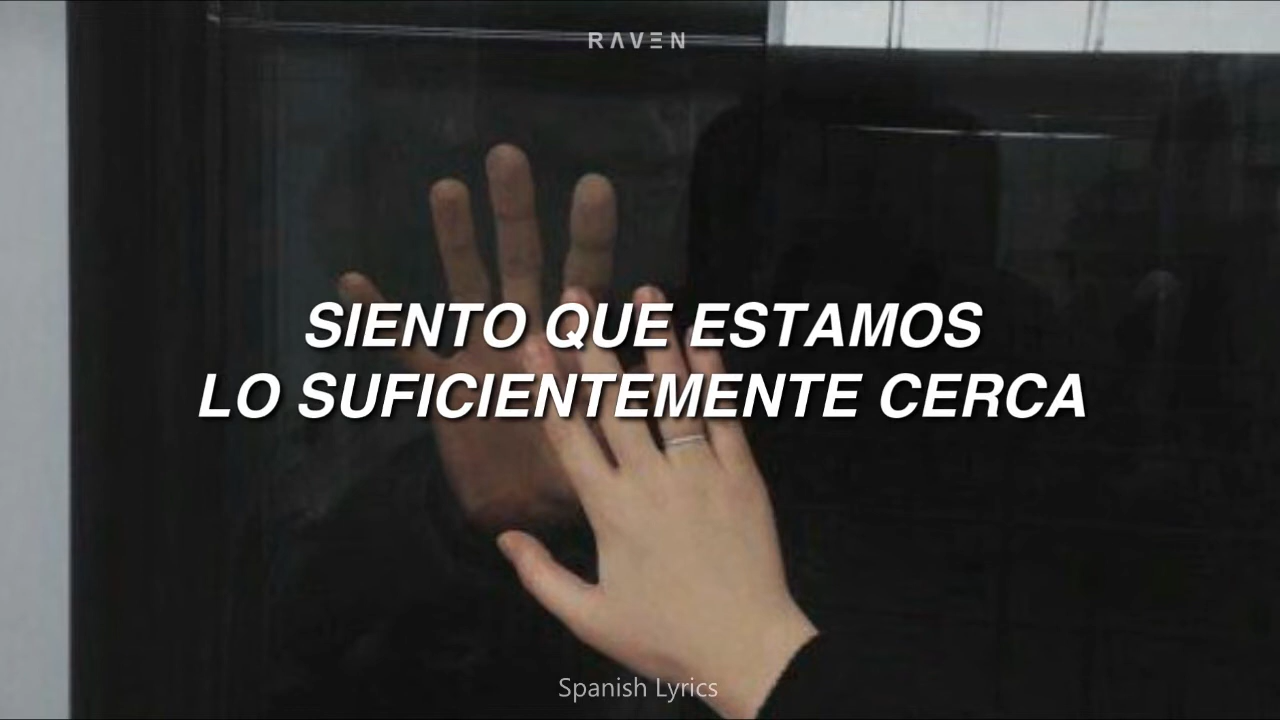 RAVEN
SIENTO QUE ESTAMOS
LO SUFICIENTEMENTE CERCA
Spanish Lyrics